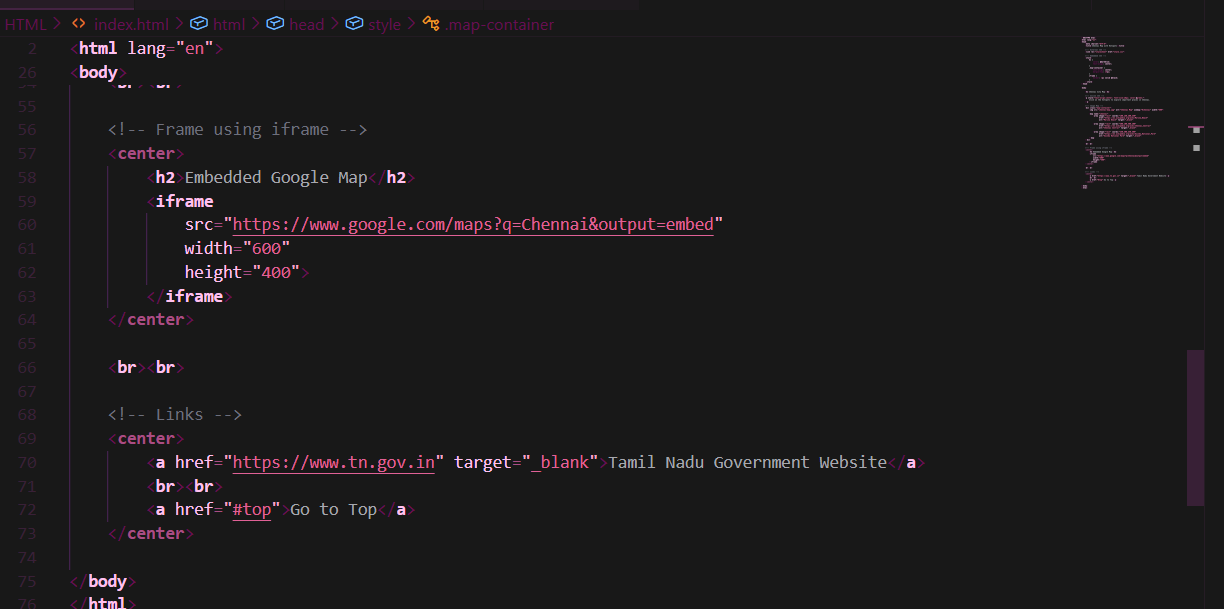 HTML > index.html > html > head > style > .map-container
2 <html lang="en">
26 <body>
54 <br><br>
55
56 <!-- Frame using iframe -->
57 <center>
58 <h2>Embedded Google Map</h2>
59 <iframe
60 src="https://www.google.com/maps?q=Chennai&output=embed"
61 width="600"
62 height="400">
63 </iframe>
64 </center>
65
66 <br><br>
67
68 <!-- Links -->
69 <center>
70 <a href="https://www.tn.gov.in" target="_blank">Tamil Nadu Government Website</a>
71 <br><br>
72 <a href="#top">Go to Top</a>
73 </center>
74
75 </body>
76 </html>